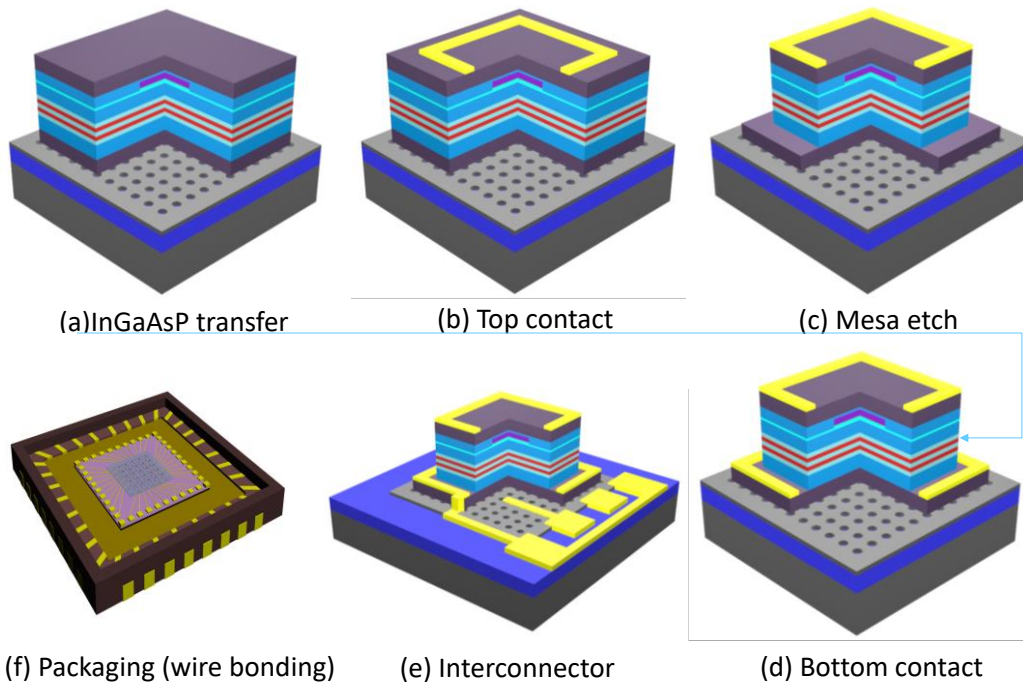 (a)InGaAsP transfer
(b) Top contact
(c) Mesa etch
(f) Packaging (wire bonding)
(e) Interconnector
(d) Bottom contact